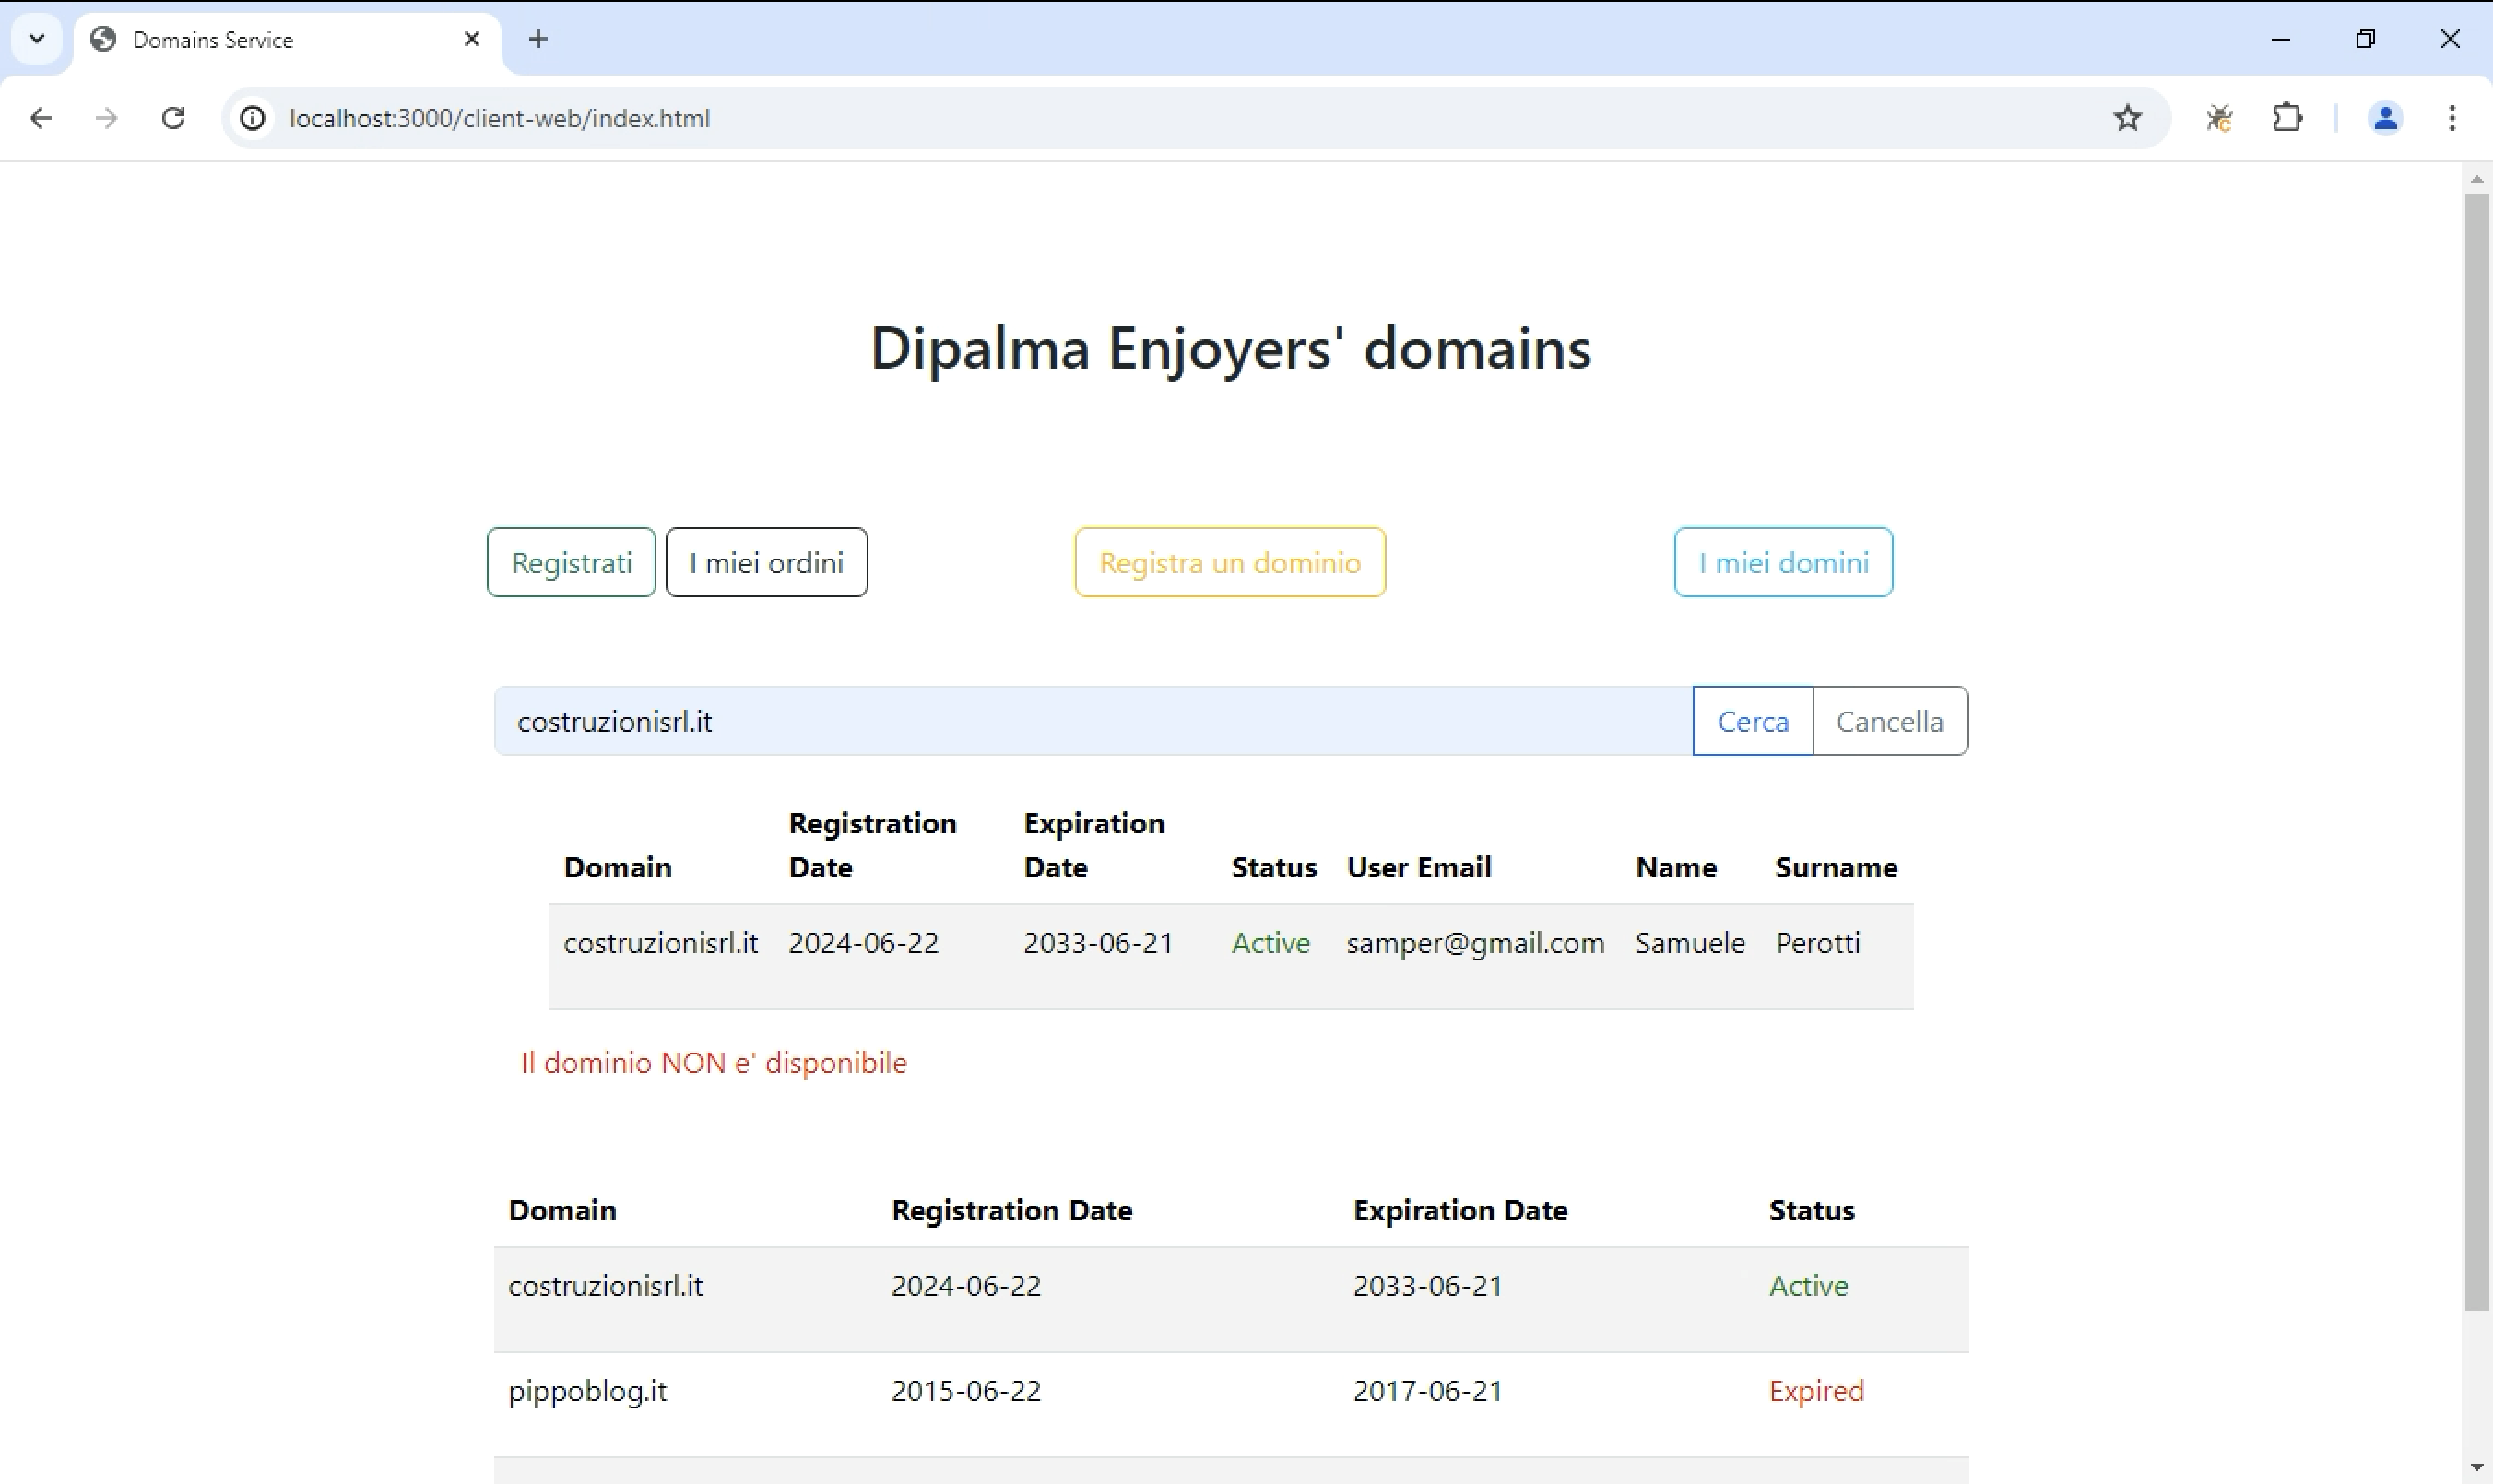 Domains Service
localhost:3000/client-web/index.html
Dipalma Enjoyers' domains
Registrati I miei ordini Registra un dominio I miei domini
costruzionisrl.it Cerca Cancella
Domain Registration Date Expiration Date Status User Email Name Surname
costruzionisrl.it 2024-06-22 2033-06-21 Active samper@gmail.com Samuele Perotti
Il dominio NON e' disponibile
Domain Registration Date Expiration Date Status
costruzionisrl.it 2024-06-22 2033-06-21 Active
pippoblog.it 2015-06-22 2017-06-21 Expired